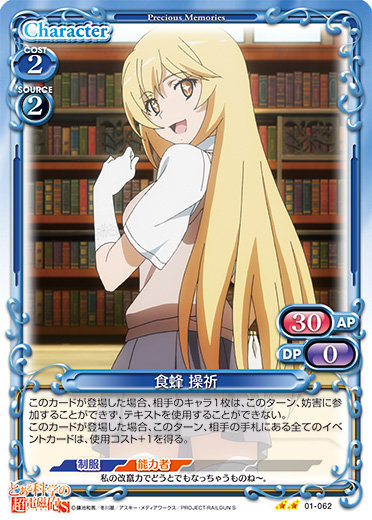 Precious Memories
Character
COST
2
SOURCE
2
30 AP
DP 0
食蜂 操祈
このカードが登場した場合、相手のキャラ1枚は、このターン、妨害に参
加することができず、テキストを使用することができない。
このカードが登場した場合、このターン、相手の手札にある全てのイベ
ントカードは、使用コスト+1を得る。
制服 能力者
私の改竄力でどうとでもなっちゃうものね~。
とある科学の
超電磁砲S
©鎌池和馬/冬川基/アスキー・メディアワークス/PROJECT-RAILGUN S
01-062